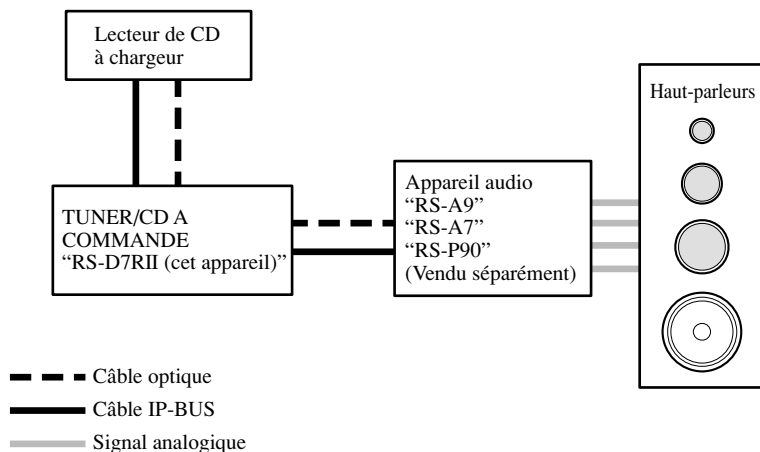 Lecteur de CD
à chargeur
TUNER/CD A
COMMANDE
“RS-D7RII (cet appareil)”
Appareil audio
“RS-A9”
“RS-A7”
“RS-P90”
(Vendu séparément)
Haut-parleurs
Câble optique
Câble IP-BUS
Signal analogique